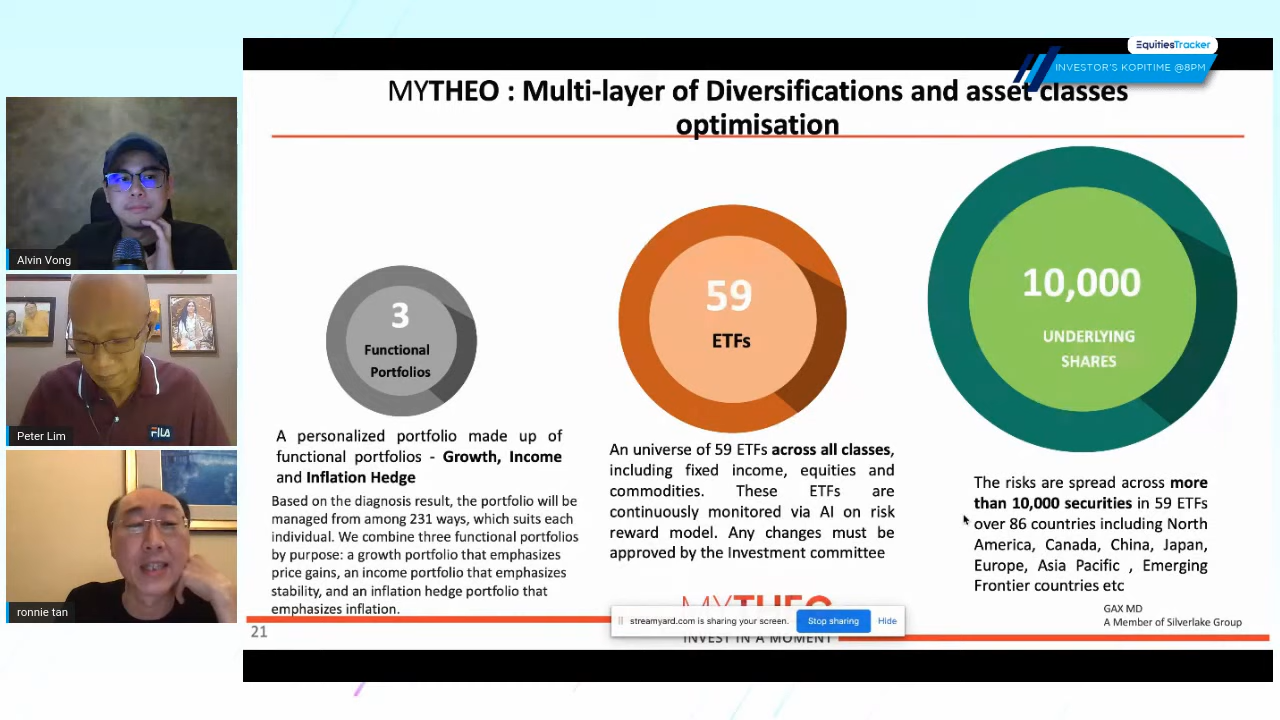 EquitiesTracker
INVESTOR'S KOPITIME @8PM
MYTHEO : Multi-layer of Diversifications and asset classes
optimisation
Alvin Vong
Peter Lim
FILA
ronnie tan
3
Functional
Portfolios
A personalized portfolio made up of
functional portfolios - Growth, Income
and Inflation Hedge
Based on the diagnosis result, the portfolio will be
managed from among 231 ways, which suits each
individual. We combine three functional portfolios
by purpose: a growth portfolio that emphasizes
price gains, an income portfolio that emphasizes
stability, and an inflation hedge portfolio that
emphasizes inflation.
59
ETFs
An universe of 59 ETFs across all classes,
including fixed income, equities and
commodities. These ETFs are
continuously monitored via AI on risk
reward model. Any changes must be
approved by the Investment committee
10,000
UNDERLYING
SHARES
The risks are spread across more
than 10,000 securities in 59 ETFs
over 86 countries including North
America, Canada, China, Japan,
Europe, Asia Pacific , Emerging
Frontier countries etc
MYTHEO
streamyard.com is sharing your screen. Stop sharing Hide
INVEST IN A MOMENT
GAX MD
A Member of Silverlake Group
21